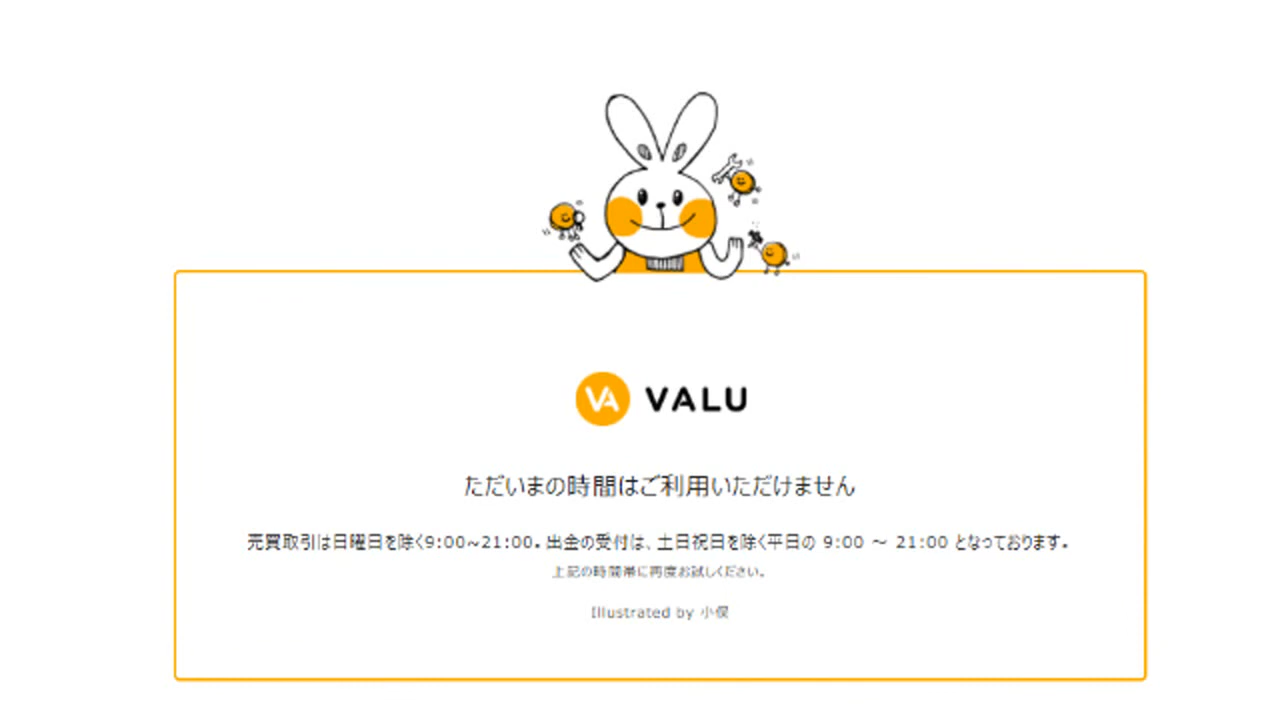 VA VALU
ただいまの時間はご利用いただけません
売買取引は日曜日を除く9:00~21:00。出金の受付は、土日祝日を除く平日の 9:00 ～ 21:00 となっております。
上記の時間帯に再度お試しください。
Illustrated by 小俣